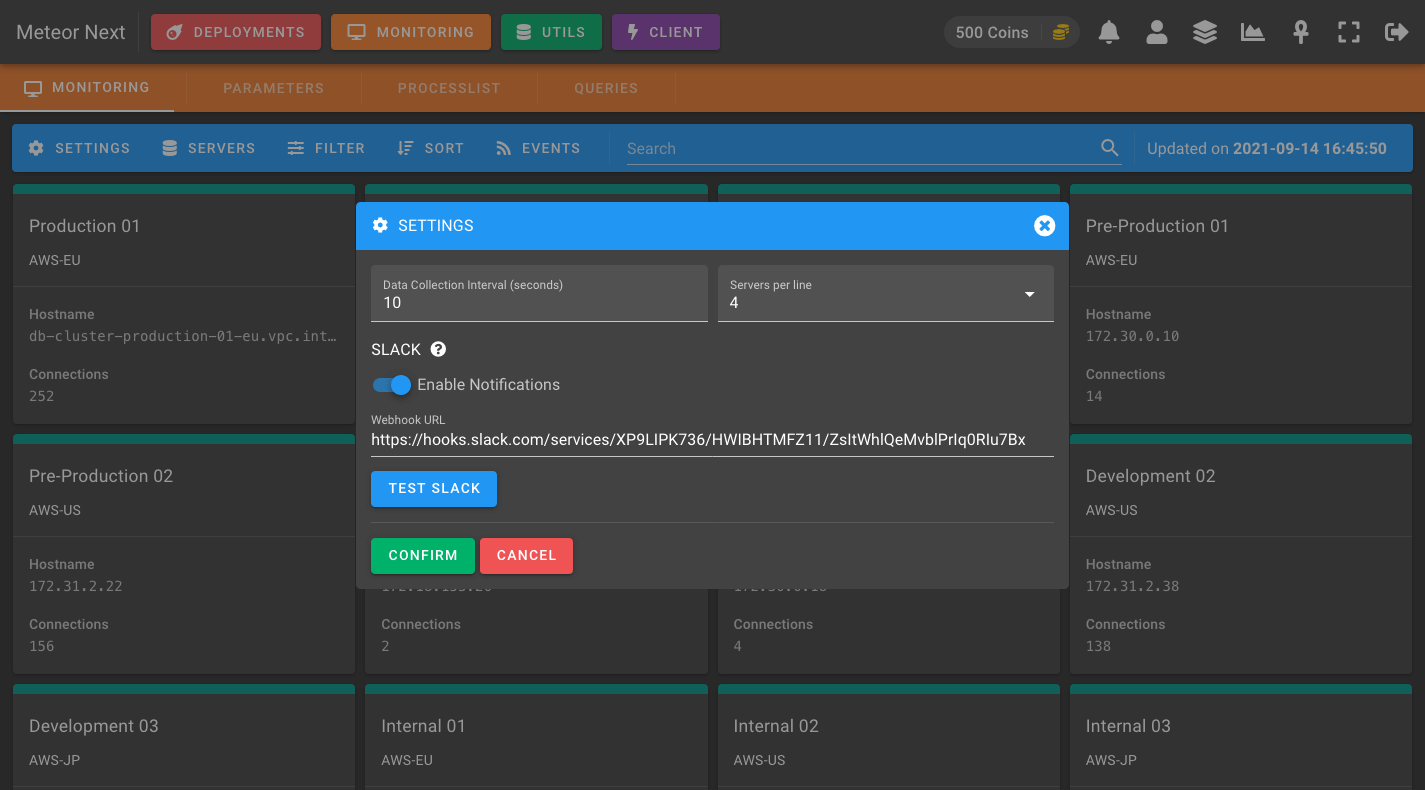 Meteor Next
DEPLOYMENTS
MONITORING
UTILS
CLIENT
500 Coins
MONITORING
PARAMETERS
PROCESSLIST
QUERIES
SETTINGS
SERVERS
FILTER
SORT
EVENTS
Search
Updated on 2021-09-14 16:45:50
SETTINGS
Data Collection Interval (seconds)
10
Servers per line
4
SLACK
Enable Notifications
Webhook URL
https://hooks.slack.com/services/XP9LIPK736/HWIBHTMFZ11/ZsItWhlQeMvblPrIq0RIu7Bx
TEST SLACK
CONFIRM
CANCEL
Production 01
AWS-EU
Hostname
db-cluster-production-01-eu.vpc.int…
Connections
252
Pre-Production 01
AWS-EU
Hostname
172.30.0.10
Connections
14
Pre-Production 02
AWS-US
Hostname
172.31.2.22
Connections
156
Connections
2
Connections
4
Development 02
AWS-US
Hostname
172.31.2.38
Connections
138
Development 03
AWS-JP
Internal 01
AWS-EU
Internal 02
AWS-US
Internal 03
AWS-JP